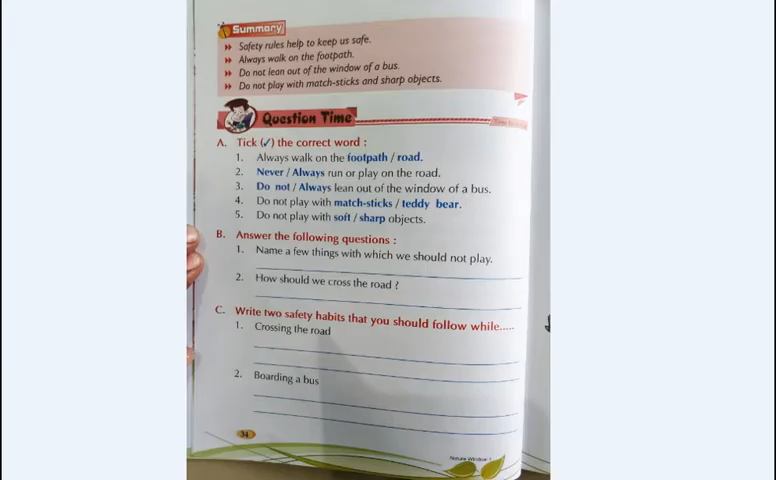 Summary
Safety rules help to keep us safe.
Always walk on the footpath.
Do not lean out of the window of a bus.
Do not play with match-sticks and sharp objects.
Question Time
A. Tick (✓) the correct word :
1. Always walk on the footpath / road.
2. Never / Always run or play on the road.
3. Do not / Always lean out of the window of a bus.
4. Do not play with match-sticks / teddy bear.
5. Do not play with soft / sharp objects.
B. Answer the following questions :
1. Name a few things with which we should not play.
2. How should we cross the road ?
C. Write two safety habits that you should follow while.....
1. Crossing the road
2. Boarding a bus
34
Nature Window-1